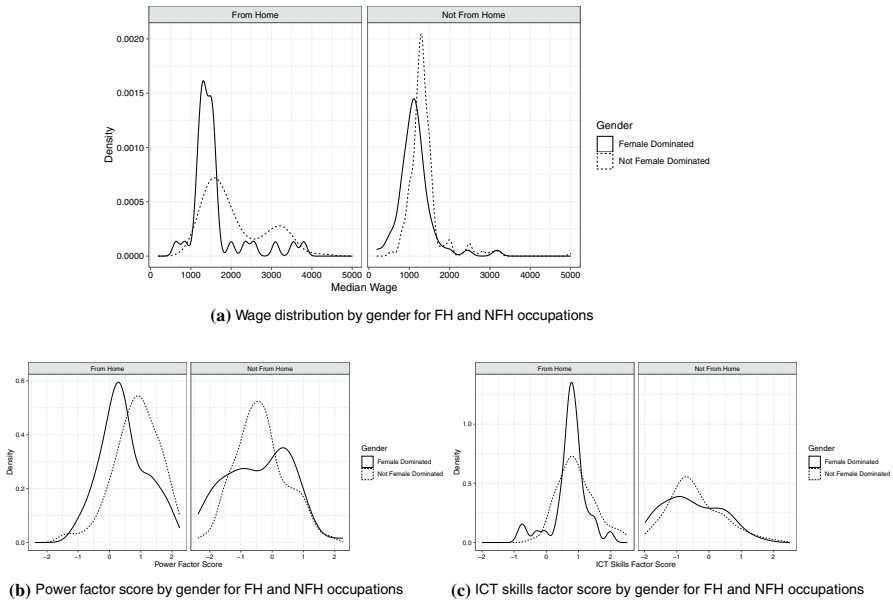 From Home Not From Home
0.0020
0.0015
0.0010
0.0005
0.0000
Density
0 1000 2000 3000 4000 5000 0 1000 2000 3000 4000 5000
Median Wage
Gender
Female Dominated
Not Female Dominated
(a) Wage distribution by gender for FH and NFH occupations
From Home Not From Home
0.6
0.4
0.2
0.0
Density
−2 −1 0 1 2 −2 −1 0 1 2
Power Factor Score
Gender
Female Dominated
Not Female Dominated
(b) Power factor score by gender for FH and NFH occupations
From Home Not From Home
1.0
0.5
0.0
Density
−2 −1 0 1 2 −2 −1 0 1 2
ICT Skills Factor Score
Gender
Female Dominated
Not Female Dominated
(c) ICT skills factor score by gender for FH and NFH occupations